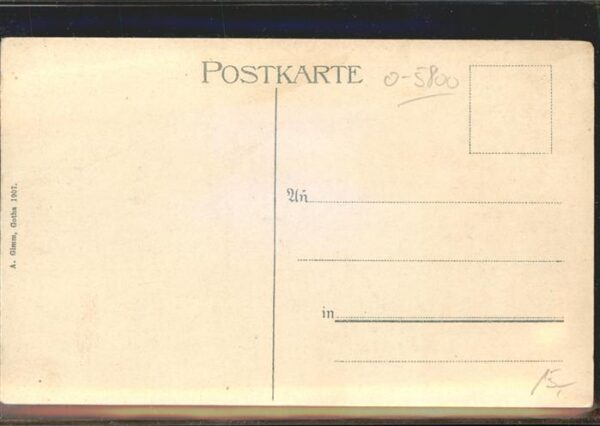 POSTKARTE
0-5800
An
in
A. Gimm, Gotha 1907.
15,